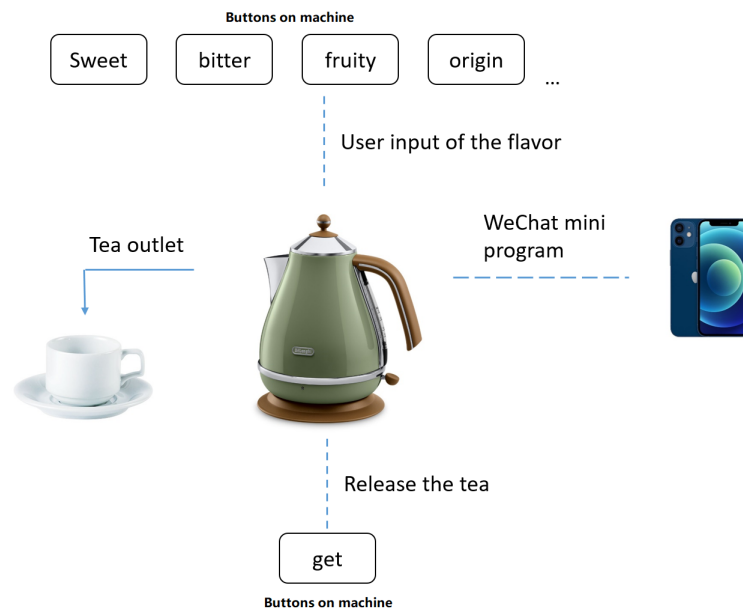 Buttons on machine
Sweet
bitter
fruity
origin
...
User input of the flavor
Tea outlet
WeChat mini
program
Release the tea
get
Buttons on machine